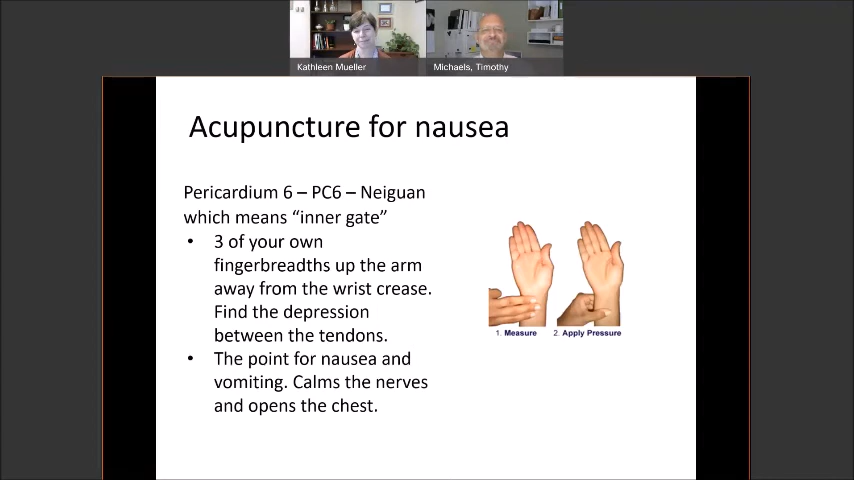 Kathleen Mueller
Michaels, Timothy
Acupuncture for nausea
Pericardium 6 – PC6 – Neiguan
which means “inner gate”
• 3 of your own
fingerbreadths up the arm
away from the wrist crease.
Find the depression
between the tendons.
• The point for nausea and
vomiting. Calms the nerves
and opens the chest.
1. Measure
2. Apply Pressure